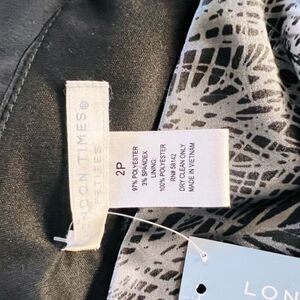 DON TIMES®
PETITES
2P
97% POLYESTER
3% SPANDEX
LINING:
100% POLYESTER
RN# 58142
DRY CLEAN ONLY
MADE IN VIETNAM
LON